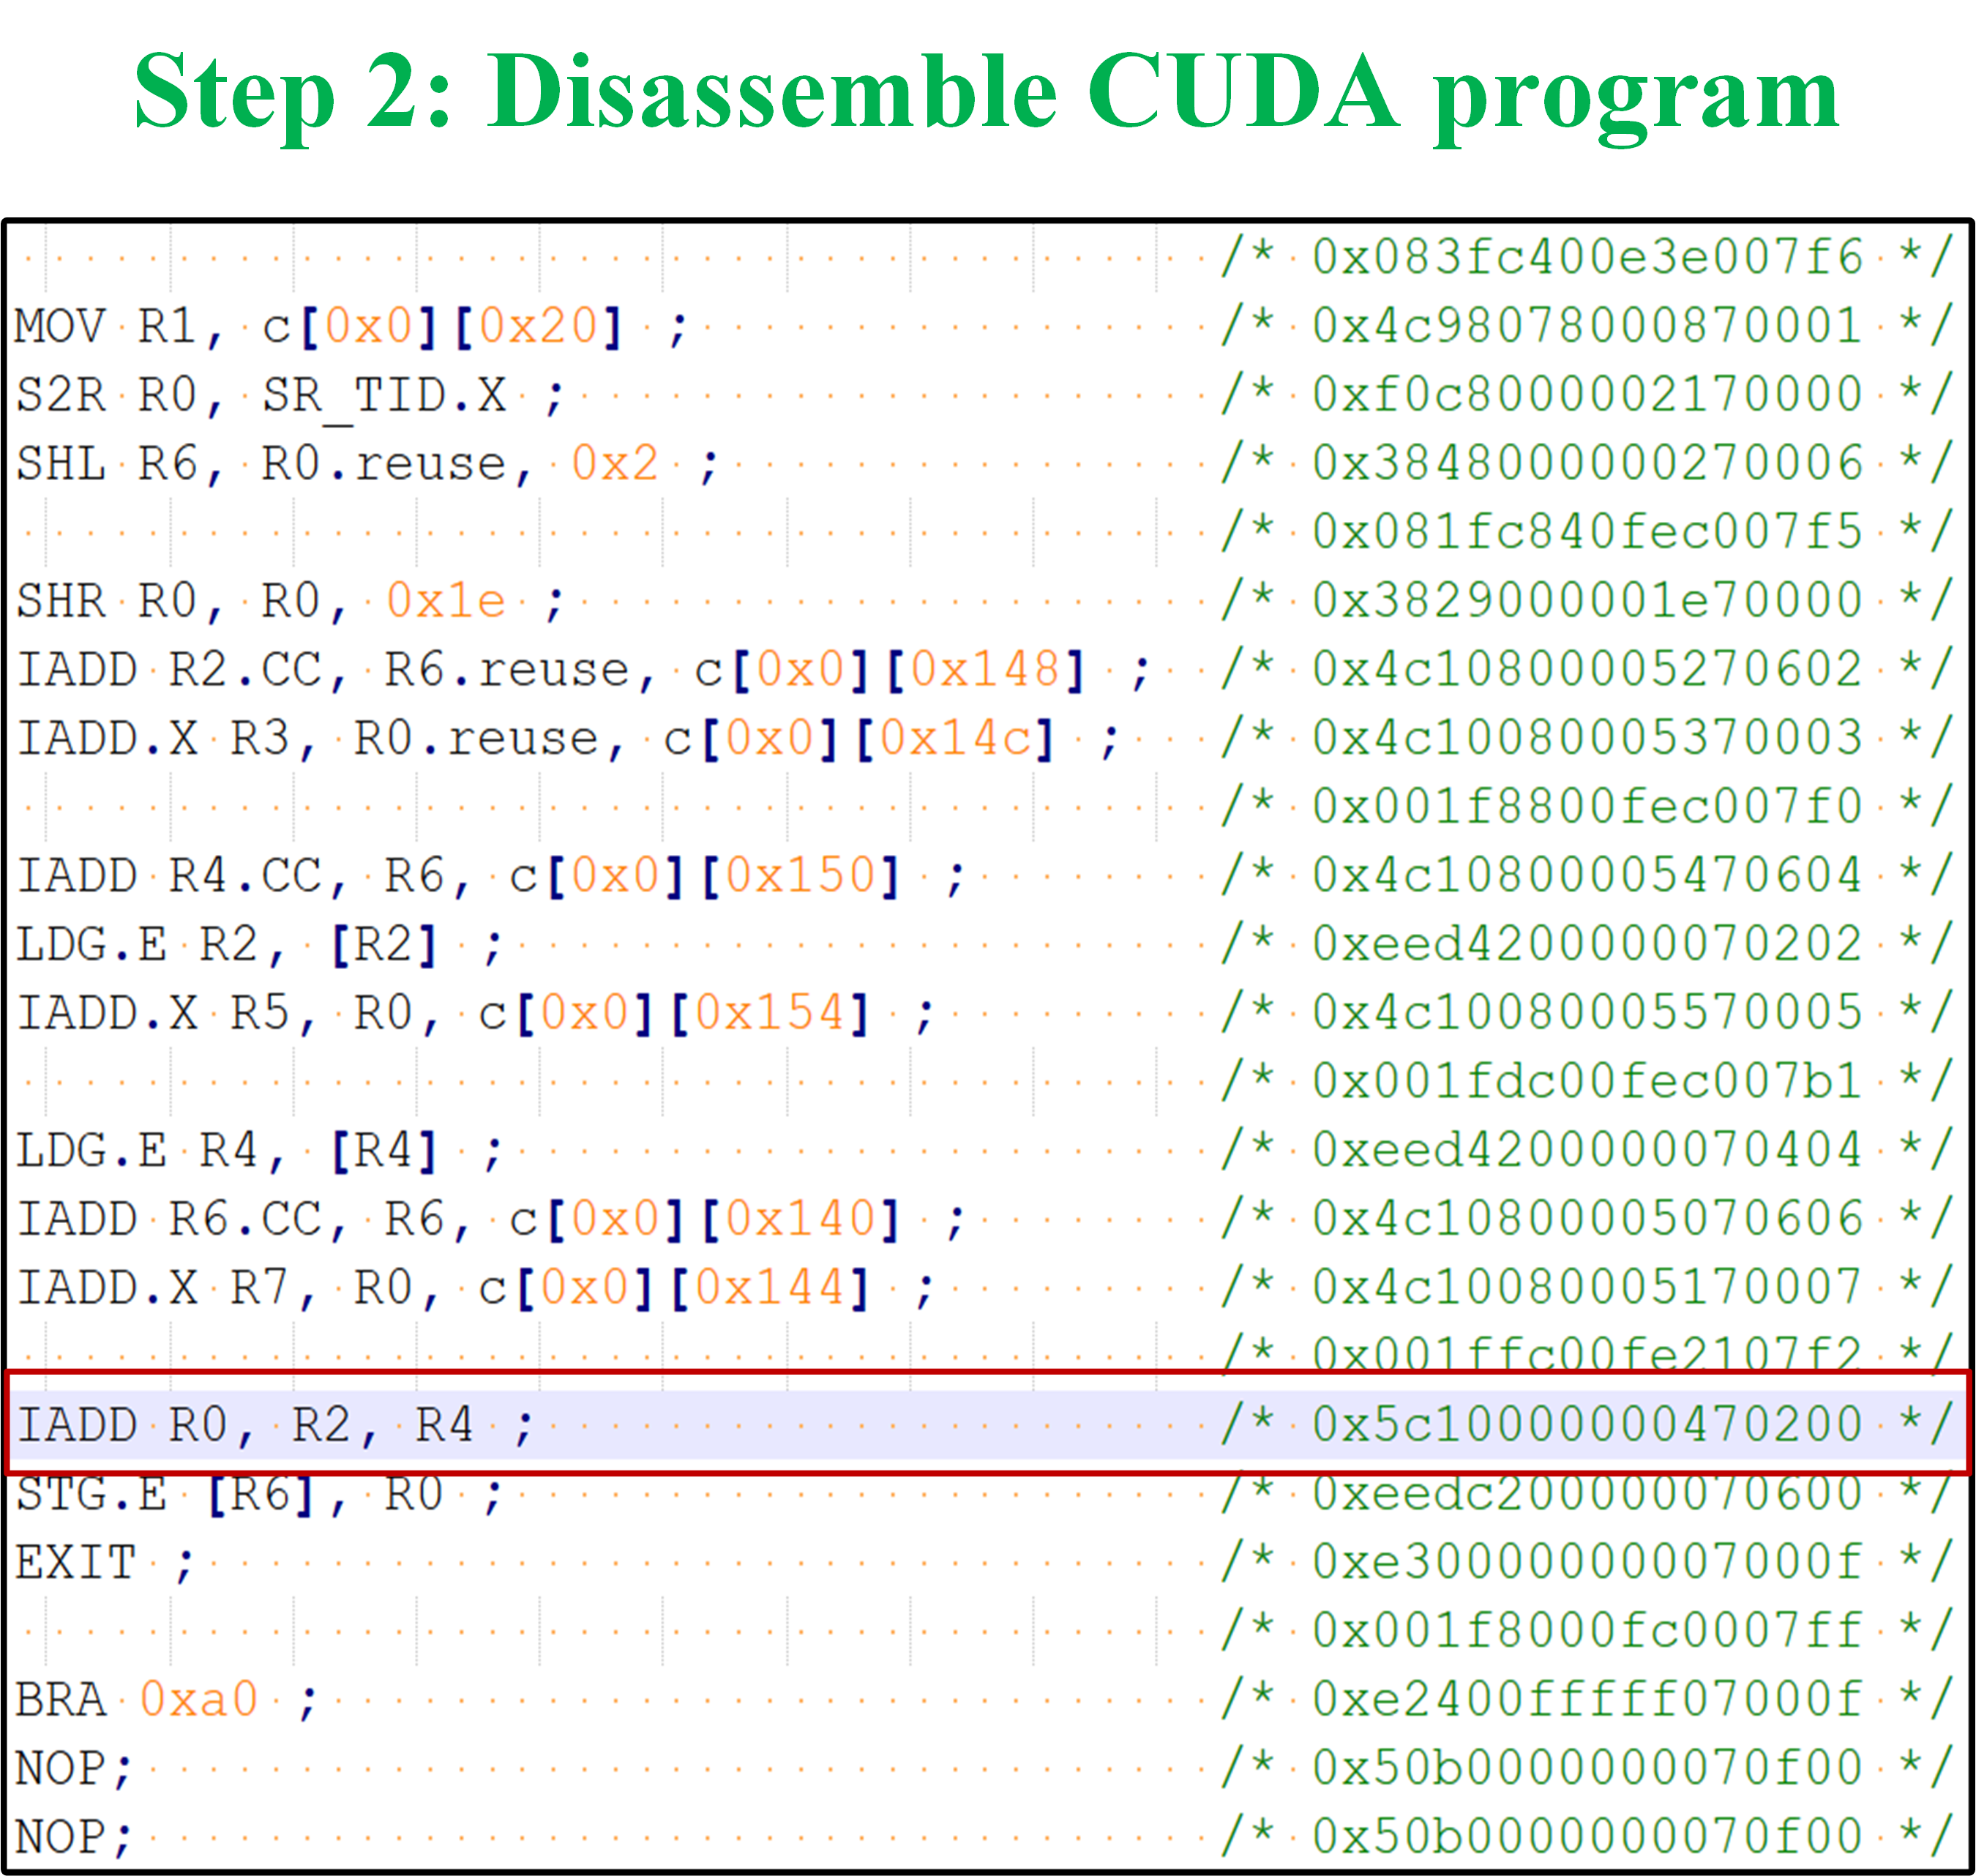 Step 2: Disassemble CUDA program
/* 0x083fc400e3e007f6 */
MOV R1, c[0x0][0x20] ; /* 0x4c98078000870001 */
S2R R0, SR_TID.X ; /* 0xf0c8000002170000 */
SHL R6, R0.reuse, 0x2 ; /* 0x3848000000270006 */
/* 0x081fc840fec007f5 */
SHR R0, R0, 0x1e ; /* 0x3829000001e70000 */
IADD R2.CC, R6.reuse, c[0x0][0x148] ; /* 0x4c10800005270602 */
IADD.X R3, R0.reuse, c[0x0][0x14c] ; /* 0x4c10080005370003 */
/* 0x001f8800fec007f0 */
IADD R4.CC, R6, c[0x0][0x150] ; /* 0x4c10800005470604 */
LDG.E R2, [R2] ; /* 0xeed4200000070202 */
IADD.X R5, R0, c[0x0][0x154] ; /* 0x4c10080005570005 */
/* 0x001fdc00fec007b1 */
LDG.E R4, [R4] ; /* 0xeed4200000070404 */
IADD R6.CC, R6, c[0x0][0x140] ; /* 0x4c10800005070606 */
IADD.X R7, R0, c[0x0][0x144] ; /* 0x4c10080005170007 */
/* 0x001ffc00fe2107f2 */
IADD R0, R2, R4 ; /* 0x5c10000000470200 */
STG.E [R6], R0 ; /* 0xeedc200000070600 */
EXIT ; /* 0xe30000000007000f */
/* 0x001f8000fc0007ff */
BRA 0xa0 ; /* 0xe2400fffff07000f */
NOP; /* 0x50b0000000070f00 */
NOP; /* 0x50b0000000070f00 */